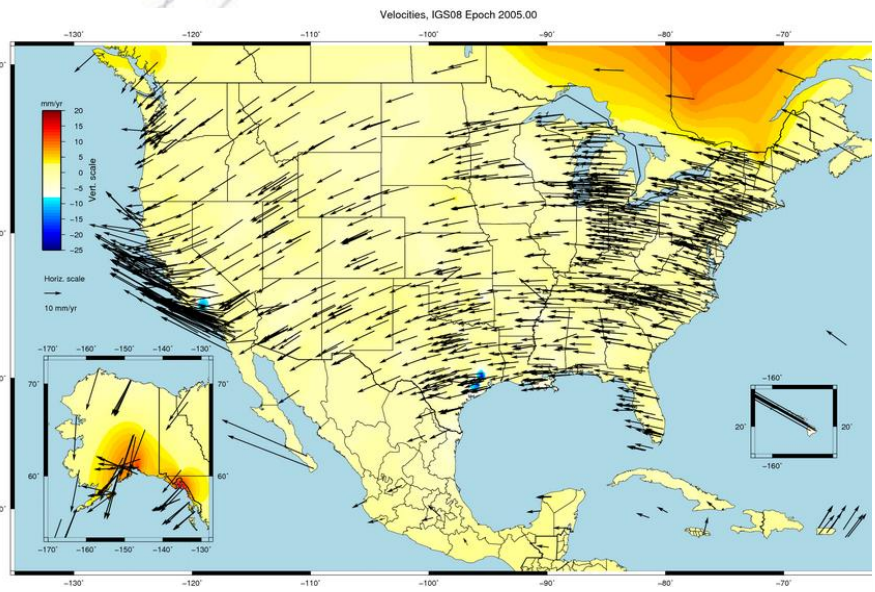 Velocities, IGS08 Epoch 2005.00
−130˚ −120˚ −110˚ −100˚ −90˚ −80˚ −70˚
mm/yr
20
15
10
5
0
−5
−10
−15
−20
−25
Vert. scale
Horiz. scale
10 mm/yr
−170˚ −160˚ −150˚ −140˚ −130˚
70˚ 70˚
60˚ 60˚
−170˚ −160˚ −150˚ −140˚ −130˚
−160˚
20˚ 20˚
−160˚
−130˚ −120˚ −110˚ −100˚ −90˚ −80˚ −70˚